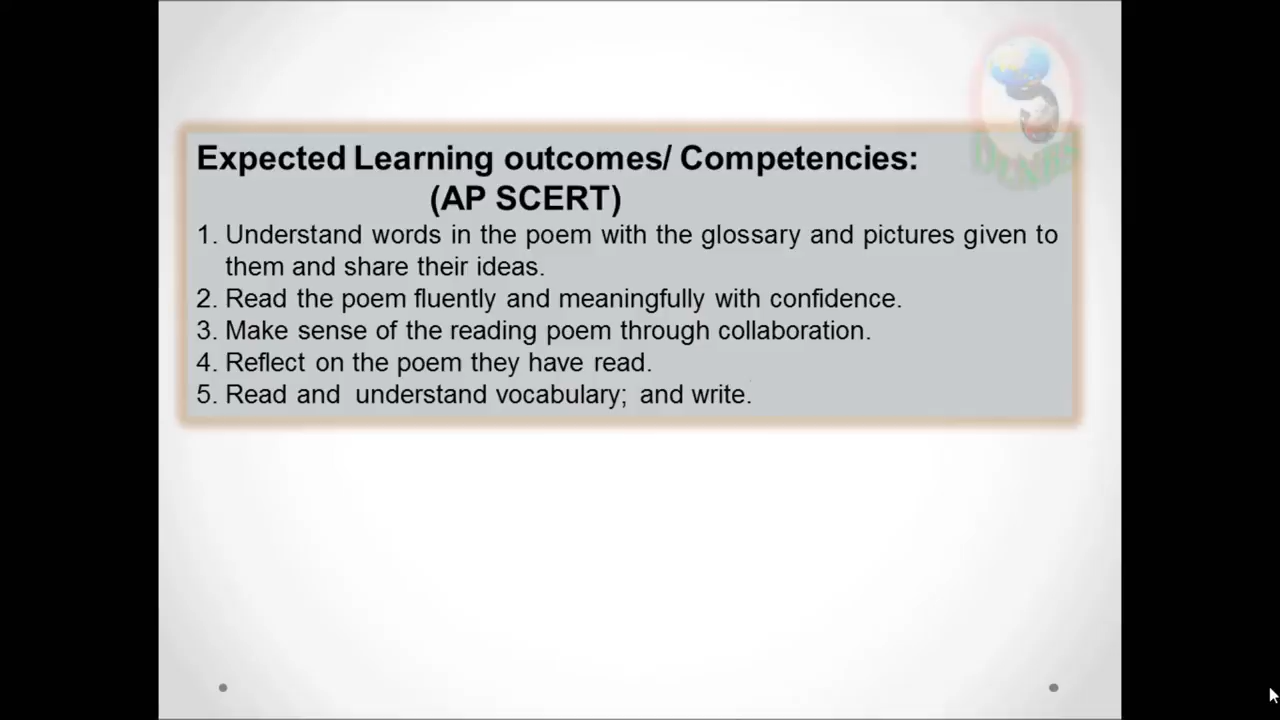 Expected Learning outcomes/ Competencies:
(AP SCERT)
1. Understand words in the poem with the glossary and pictures given to
them and share their ideas.
2. Read the poem fluently and meaningfully with confidence.
3. Make sense of the reading poem through collaboration.
4. Reflect on the poem they have read.
5. Read and understand vocabulary; and write.